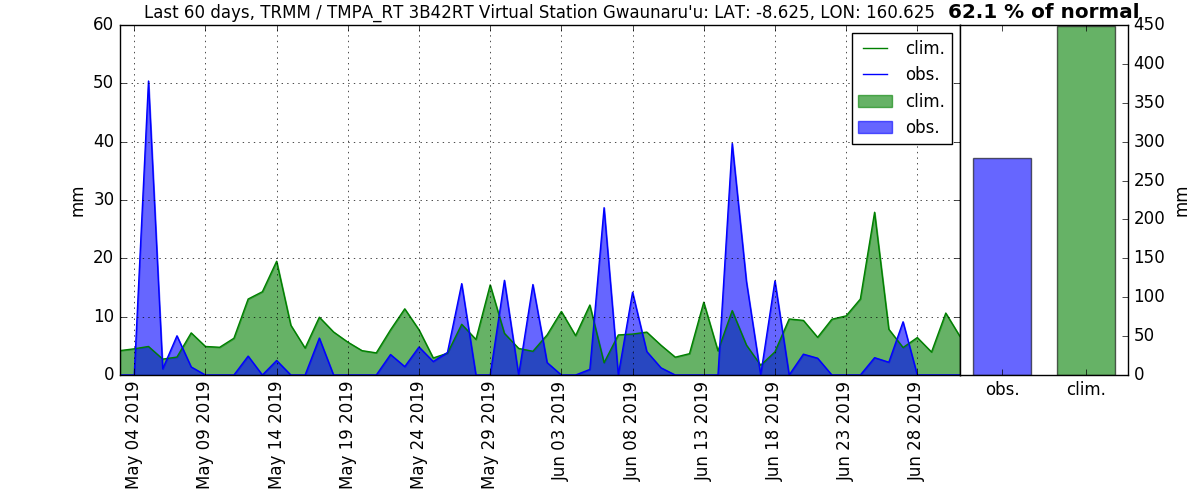 Last 60 days, TRMM / TMPA_RT 3B42RT Virtual Station Gwaunaru'u: LAT: -8.625, LON: 160.625
62.1 % of normal
mm
60
50
40
30
20
10
0
clim.
obs.
clim.
obs.
May 04 2019
May 09 2019
May 14 2019
May 19 2019
May 24 2019
May 29 2019
Jun 03 2019
Jun 08 2019
Jun 13 2019
Jun 18 2019
Jun 23 2019
Jun 28 2019
450
400
350
300
250
200
150
100
50
0
mm
obs.
clim.